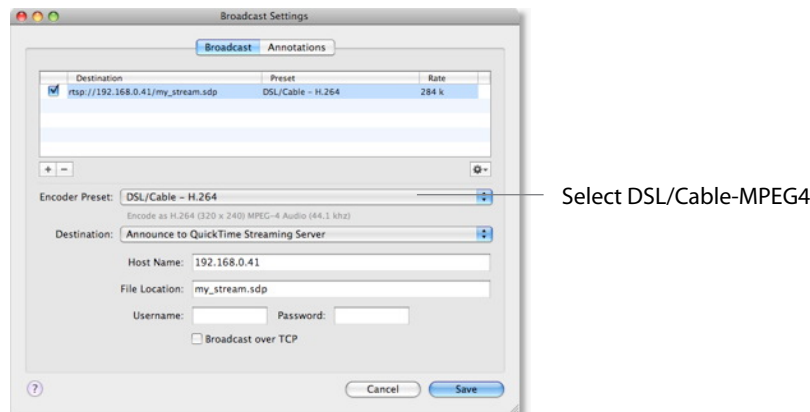 Broadcast Settings
Broadcast Annotations
Destination Preset Rate
rtsp://192.168.0.41/my_stream.sdp DSL/Cable – H.264 284 k
+ −
Encoder Preset: DSL/Cable – H.264
Encode as H.264 (320 x 240) MPEG-4 Audio (44,1 khz)
Select DSL/Cable-MPEG4
Destination: Announce to QuickTime Streaming Server
Host Name: 192.168.0.41
File Location: my_stream.sdp
Username: Password:
Broadcast over TCP
? Cancel Save